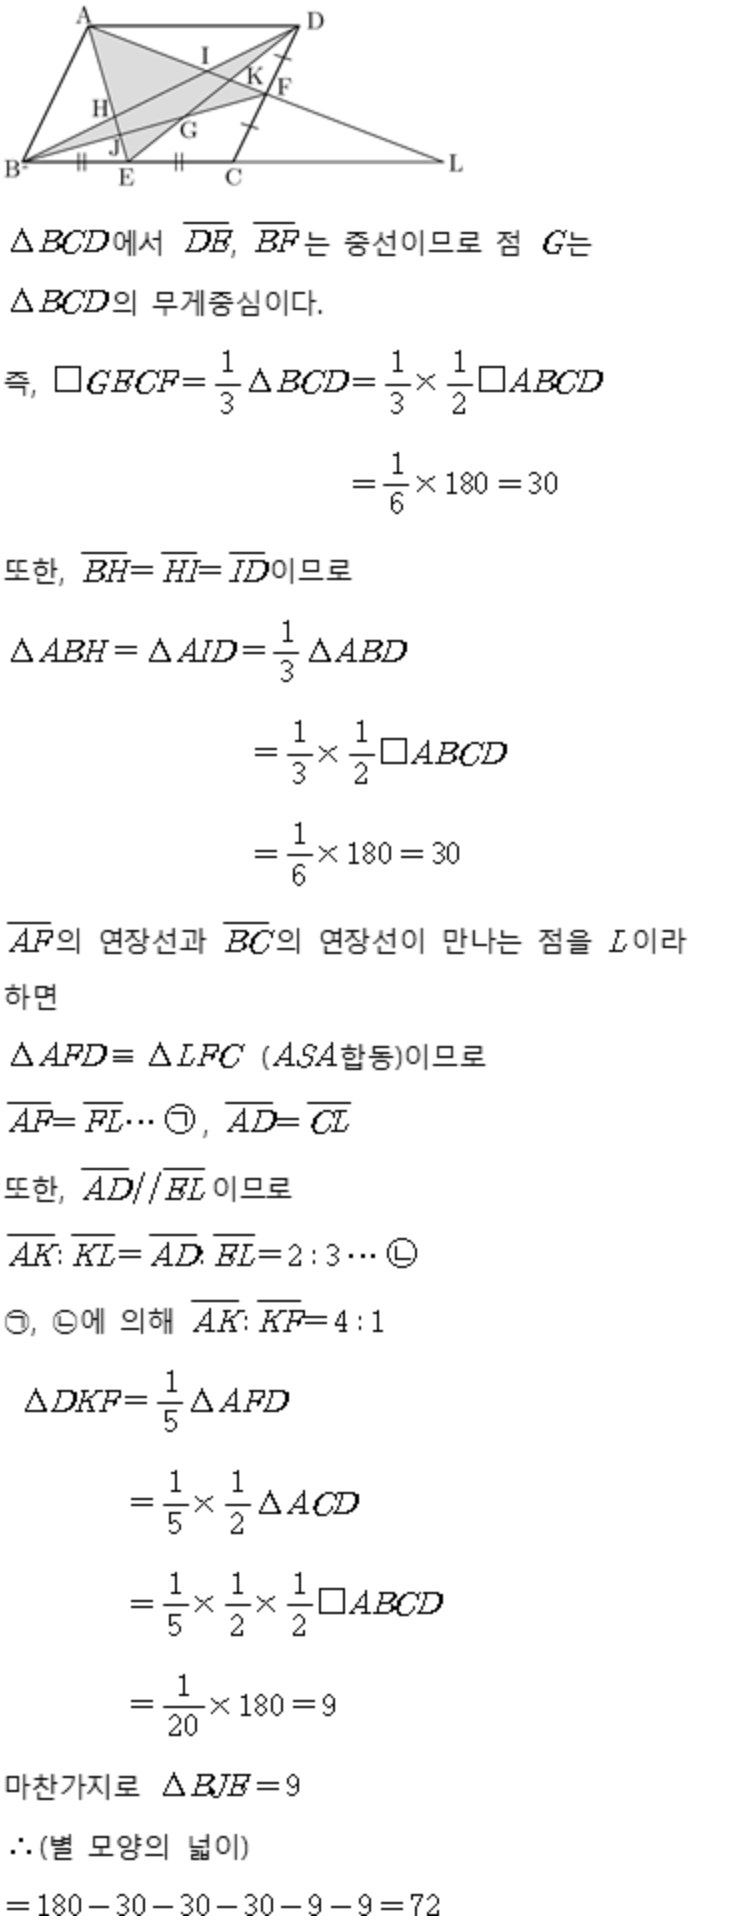 A
D
I
K
F
H
G
J
B
E
C
L
△BCD에서 DE, BF는 중선이므로 점 G는
△BCD의 무게중심이다.
즉, □GECF=1/3△BCD=1/3×1/2□ABCD
=1/6×180=30
또한, BH=HI=ID이므로
△ABH=△AID=1/3△ABD
=1/3×1/2□ABCD
=1/6×180=30
AF의 연장선과 BC의 연장선이 만나는 점을 L이라
하면
△AFD≡△LFC (ASA합동)이므로
AF=FL⋯㉠, AD=CL
또한, AD//EL이므로
AK:KL=AD:EL=2:3⋯㉡
㉠, ㉡에 의해 AK:KF=4:1
△DKF=1/5△AFD
=1/5×1/2△ACD
=1/5×1/2×1/2□ABCD
=1/20×180=9
마찬가지로 △BJE=9
∴(별 모양의 넓이)
=180-30-30-30-9-9=72